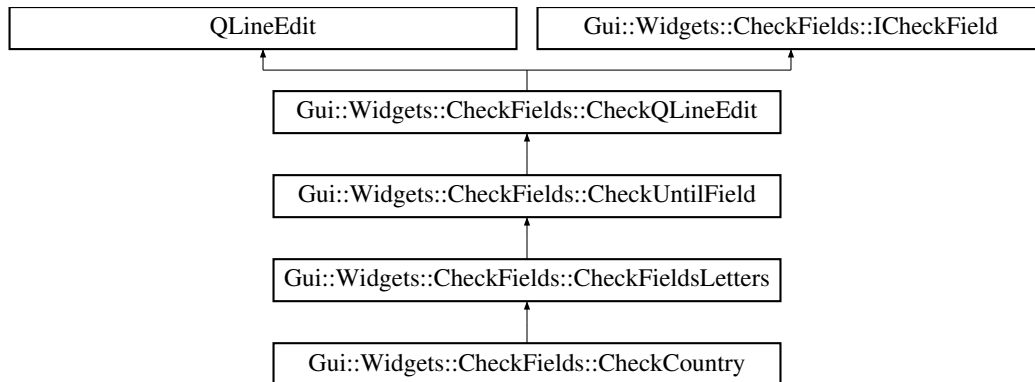 QLineEdit
Gui::Widgets::CheckFields::ICheckField
Gui::Widgets::CheckFields::CheckQLineEdit
Gui::Widgets::CheckFields::CheckUntilField
Gui::Widgets::CheckFields::CheckFieldsLetters
Gui::Widgets::CheckFields::CheckCountry